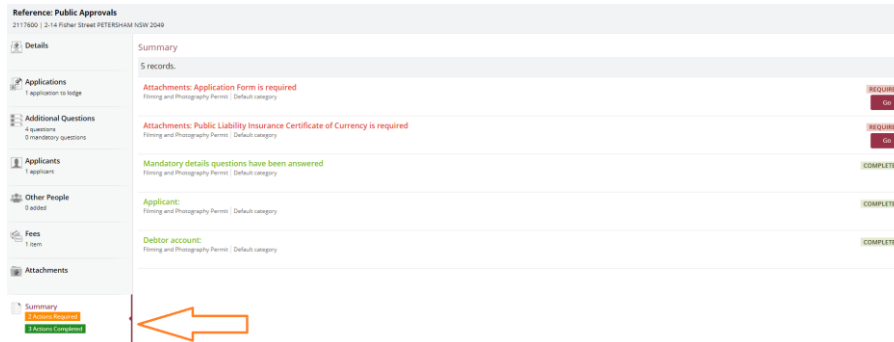 Reference: Public Approvals
2117600 | 2-14 Fisher Street PETERSHAM NSW 2049
Details
Applications
1 application to lodge
Additional Questions
4 questions
0 mandatory questions
Applicants
1 applicant
Other People
0 added
Fees
1 item
Attachments
Summary
2 Actions Required
3 Actions Completed
Summary
5 records.
Attachments: Application Form is required
Filming and Photography Permit | Default category
REQUIRE
Go
Attachments: Public Liability Insurance Certificate of Currency is required
Filming and Photography Permit | Default category
REQUIRE
Go
Mandatory details questions have been answered
Filming and Photography Permit | Default category
COMPLETE
Applicant:
Filming and Photography Permit | Default category
COMPLETE
Debtor account:
Filming and Photography Permit | Default category
COMPLETE